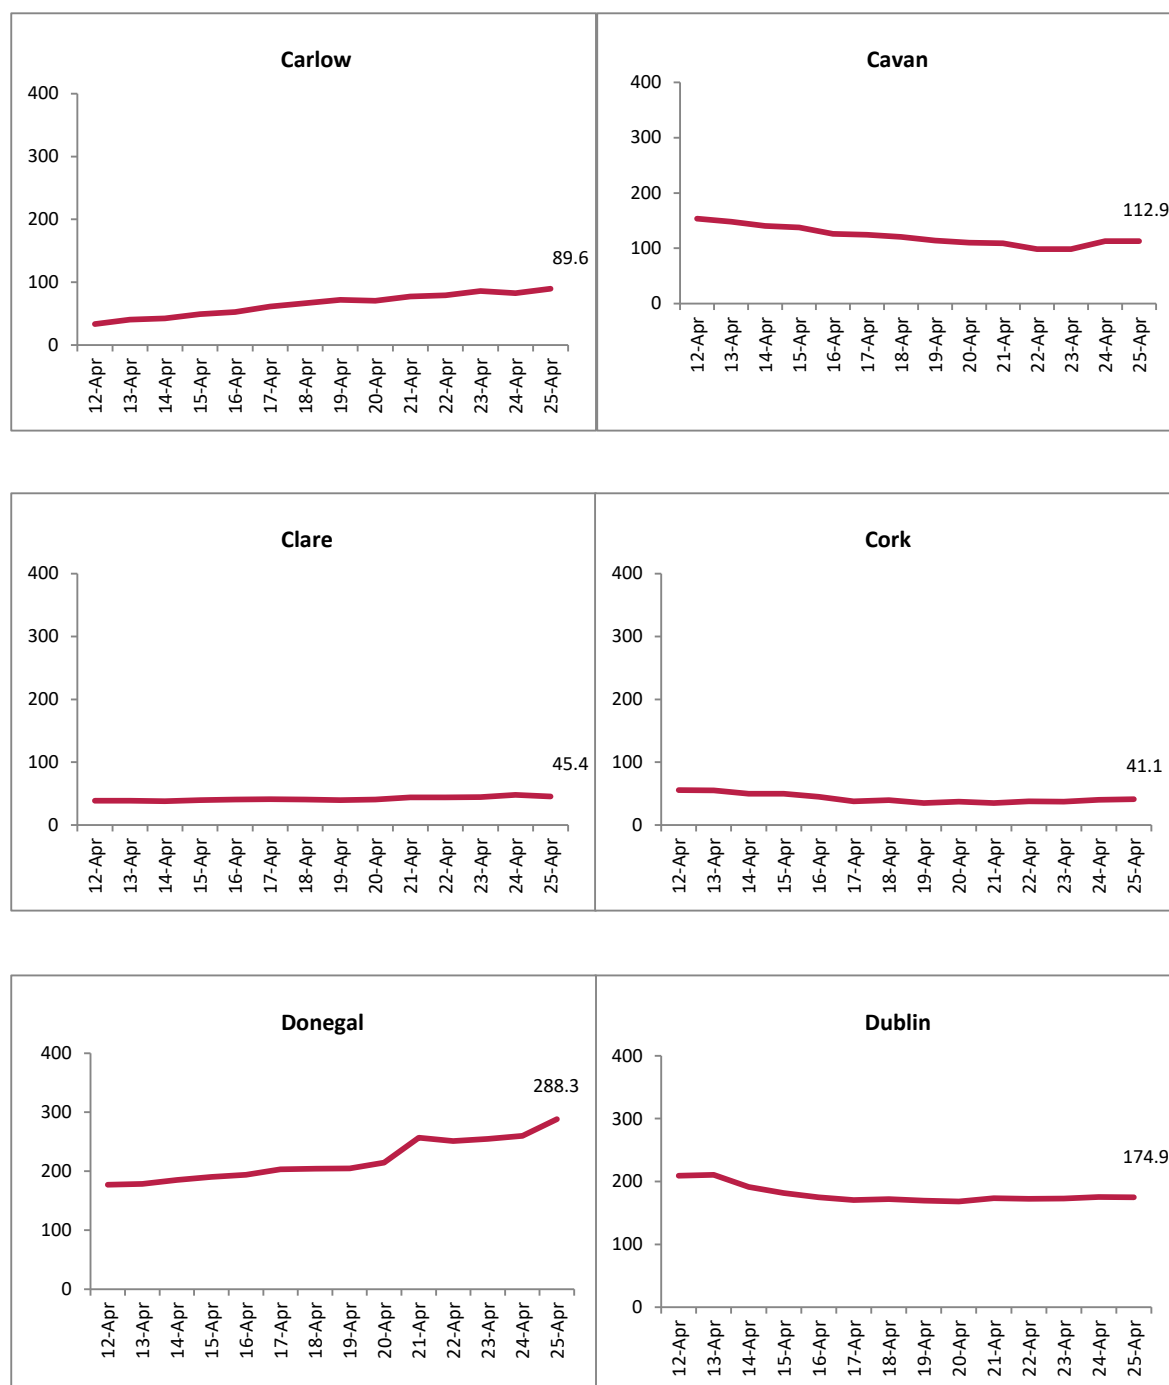 Carlow
400
300
200
100
0
89.6
12-Apr
13-Apr
14-Apr
15-Apr
16-Apr
17-Apr
18-Apr
19-Apr
20-Apr
21-Apr
22-Apr
23-Apr
24-Apr
25-Apr
Cavan
400
300
200
100
0
112.9
12-Apr
13-Apr
14-Apr
15-Apr
16-Apr
17-Apr
18-Apr
19-Apr
20-Apr
21-Apr
22-Apr
23-Apr
24-Apr
25-Apr
Clare
400
300
200
100
0
45.4
12-Apr
13-Apr
14-Apr
15-Apr
16-Apr
17-Apr
18-Apr
19-Apr
20-Apr
21-Apr
22-Apr
23-Apr
24-Apr
25-Apr
Cork
400
300
200
100
0
41.1
12-Apr
13-Apr
14-Apr
15-Apr
16-Apr
17-Apr
18-Apr
19-Apr
20-Apr
21-Apr
22-Apr
23-Apr
24-Apr
25-Apr
Donegal
400
300
200
100
0
288.3
12-Apr
13-Apr
14-Apr
15-Apr
16-Apr
17-Apr
18-Apr
19-Apr
20-Apr
21-Apr
22-Apr
23-Apr
24-Apr
25-Apr
Dublin
400
300
200
100
0
174.9
12-Apr
13-Apr
14-Apr
15-Apr
16-Apr
17-Apr
18-Apr
19-Apr
20-Apr
21-Apr
22-Apr
23-Apr
24-Apr
25-Apr